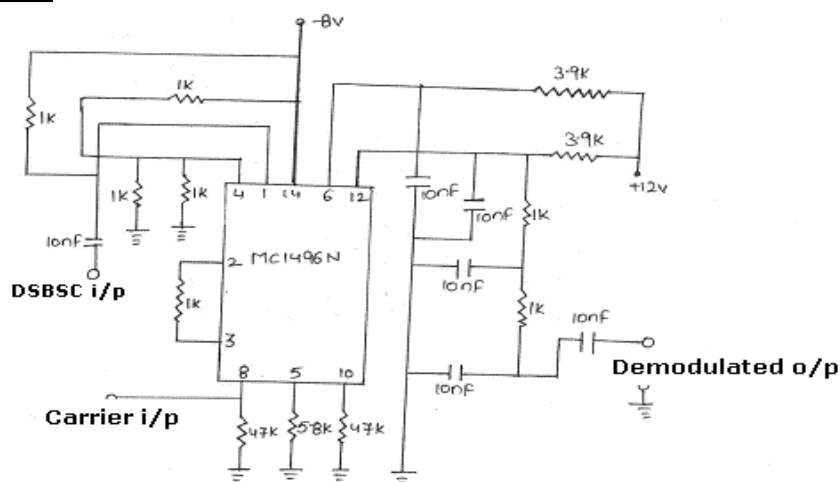 -8V
3.9K
1K
1K
3.9K
+12V
1K
1K
4 1 14 6 12
10nf
10nf
1K
10nf
DSBSC i/p
2
MC1496N
10nF
1K
1K
3
10nF
Demodulated o/p
8 5 10
10nF
Carrier i/p
47K
5.8K
47K